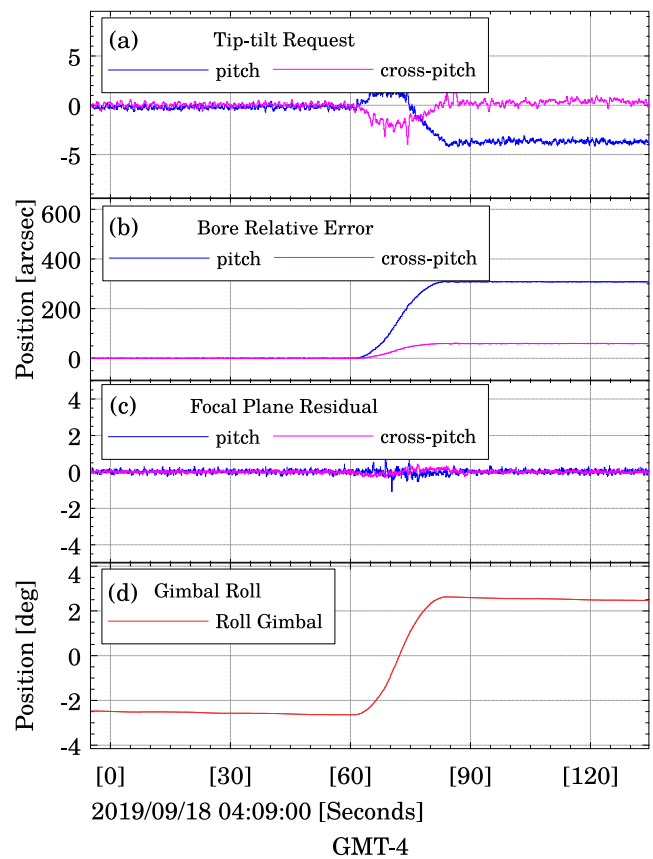 (a) Tip-tilt Request
pitch cross-pitch
5
0
-5
(b) Bore Relative Error
pitch cross-pitch
600
400
200
0
Position [arcsec]
(c) Focal Plane Residual
pitch cross-pitch
4
2
0
-2
-4
(d) Gimbal Roll
Roll Gimbal
4
2
0
-2
-4
Position [deg]
[0] [30] [60] [90] [120]
2019/09/18 04:09:00 [Seconds]
GMT-4